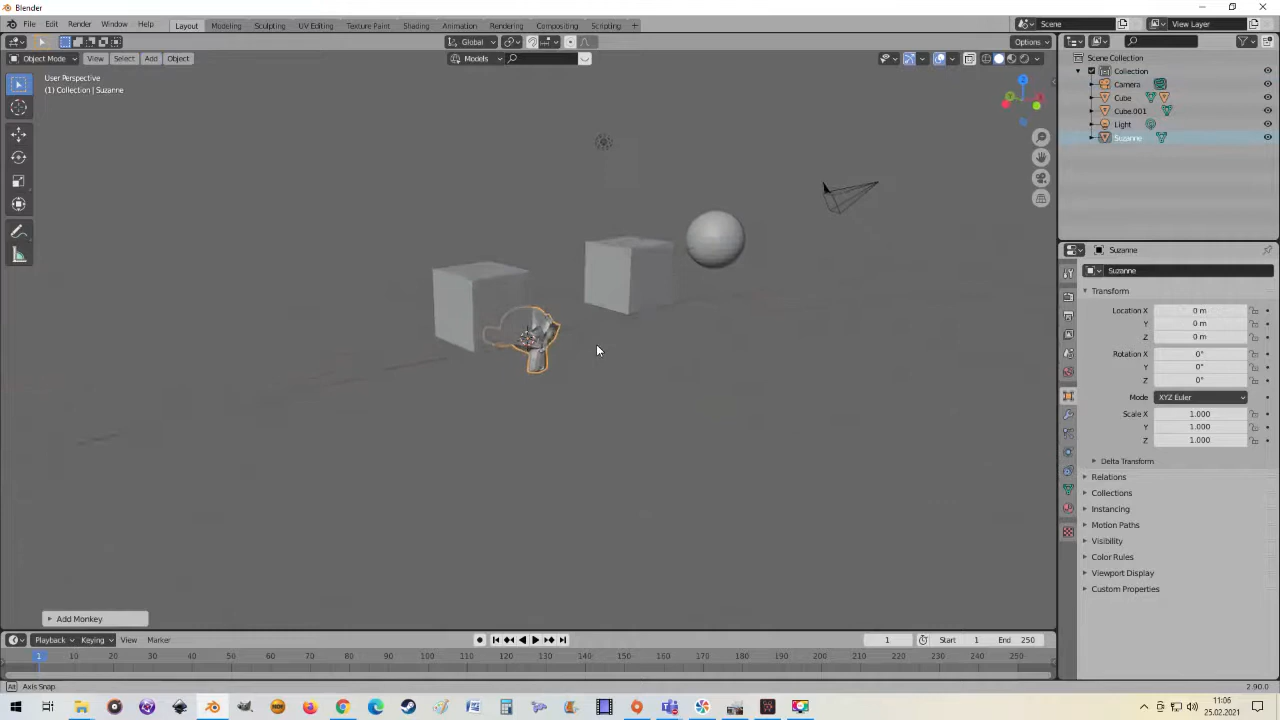 Blender
File Edit Render Window Help Layout Modeling Sculpting UV Editing Texture Paint Shading Animation Rendering Compositing Scripting + Scene View Layer
Global Options
Object Mode View Select Add Object Models
User Perspective
(1) Collection | Suzanne
Scene Collection
Collection
Camera
Cube
Cube.001
Light
Suzanne
Suzanne
Suzanne
Transform
Location X 0 m
Y 0 m
Z 0 m
Rotation X 0°
Y 0°
Z 0°
Mode XYZ Euler
Scale X 1.000
Y 1.000
Z 1.000
Delta Transform
Relations
Collections
Instancing
Motion Paths
Visibility
Color Rules
Viewport Display
Custom Properties
Add Monkey
Playback Keying View Marker 1 Start 1 End 250
1 10 20 30 40 50 60 70 80 90 100 110 120 130 140 150 160 170 180 190 200 210 220 230 240 250
Axis Snap 2.90.0
11:06
25.02.2021